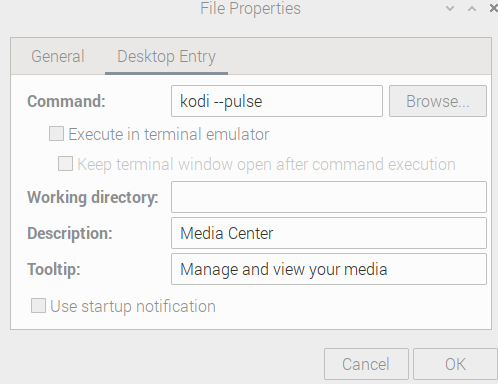 File Properties
General Desktop Entry
Command: kodi --pulse Browse...
Execute in terminal emulator
Keep terminal window open after command execution
Working directory:
Description: Media Center
Tooltip: Manage and view your media
Use startup notification
Cancel OK